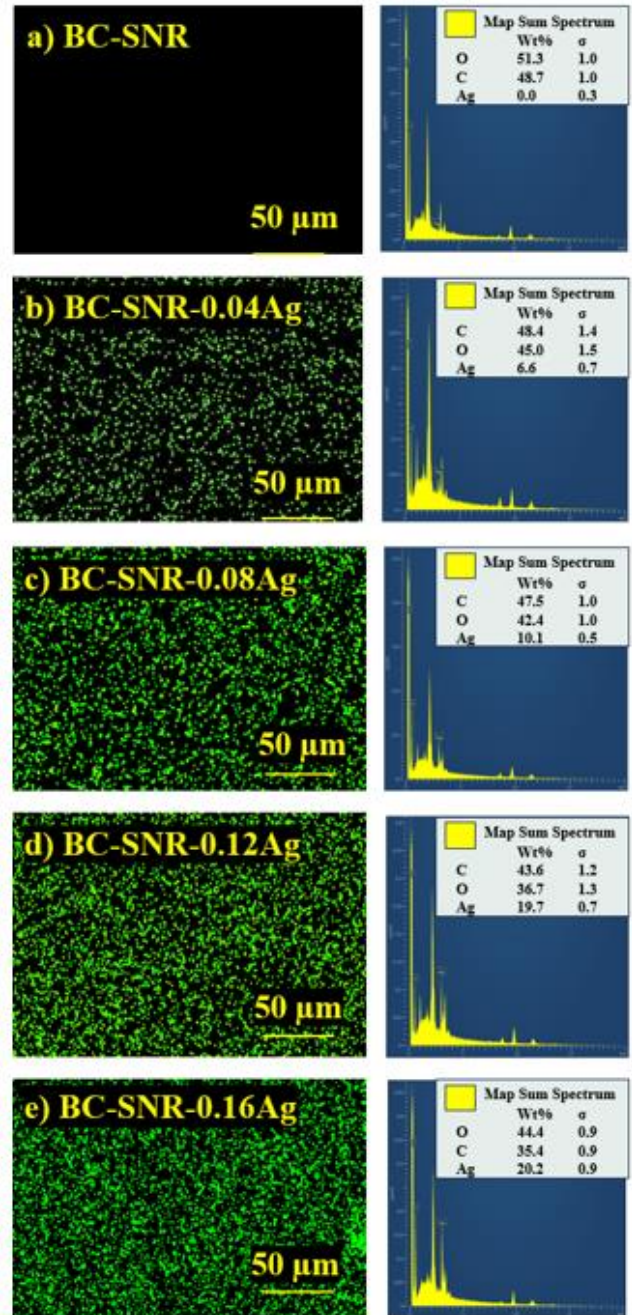 a) BC-SNR
50 μm
Map Sum Spectrum
Wt% σ
O 51.3 1.0
C 48.7 1.0
Ag 0.0 0.3
b) BC-SNR-0.04Ag
50 μm
Map Sum Spectrum
Wt% σ
C 48.4 1.4
O 45.0 1.5
Ag 6.6 0.7
c) BC-SNR-0.08Ag
50 μm
Map Sum Spectrum
Wt% σ
C 47.5 1.0
O 42.4 1.0
Ag 10.1 0.5
d) BC-SNR-0.12Ag
50 μm
Map Sum Spectrum
Wt% σ
C 43.6 1.2
O 36.7 1.3
Ag 19.7 0.7
e) BC-SNR-0.16Ag
50 μm
Map Sum Spectrum
Wt% σ
O 44.4 0.9
C 35.4 0.9
Ag 20.2 0.9